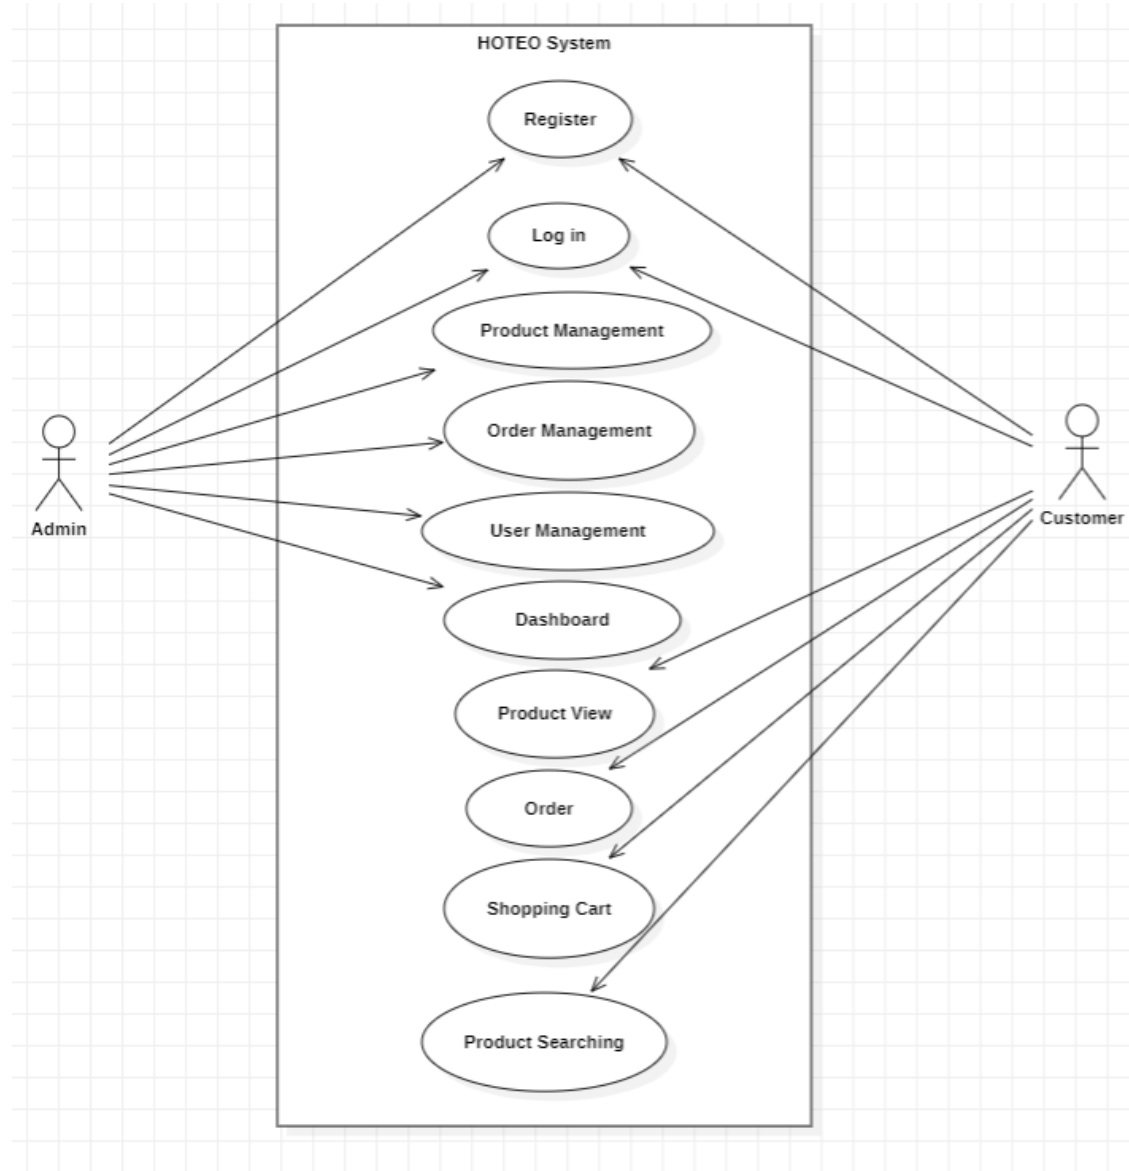 HOTEO System
Register
Log in
Product Management
Order Management
User Management
Dashboard
Product View
Order
Shopping Cart
Product Searching
Admin
Customer